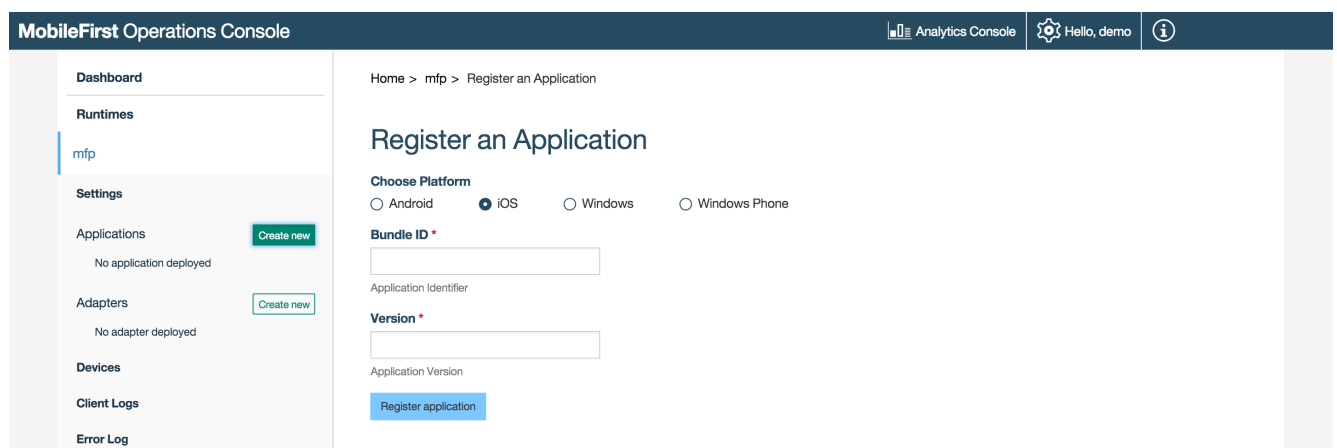 MobileFirst Operations Console
Analytics Console
Hello, demo
Dashboard
Runtimes
mfp
Settings
Applications
Create new
No application deployed
Adapters
Create new
No adapter deployed
Devices
Client Logs
Error Log
Home > mfp > Register an Application
Register an Application
Choose Platform
Android iOS Windows Windows Phone
Bundle ID *
Application Identifier
Version *
Application Version
Register application